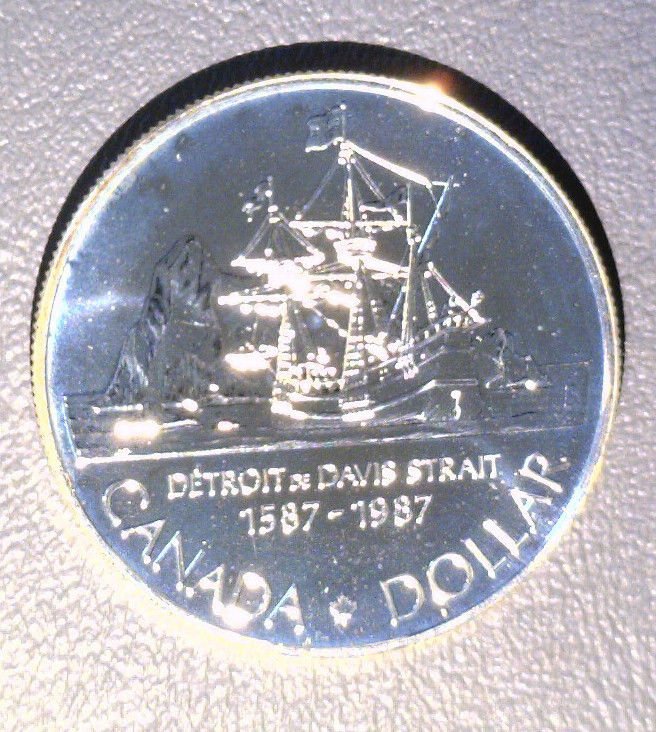 DÉTROIT DE DAVIS STRAIT
1587-1987
CANADA DOLLAR